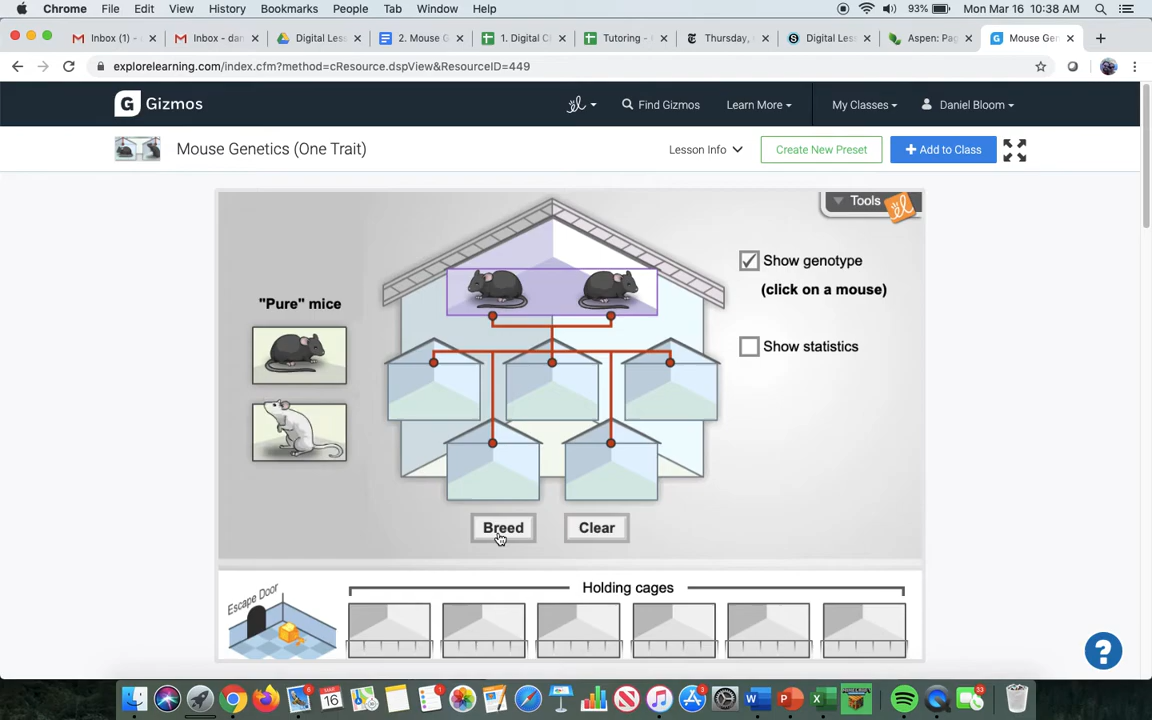 Chrome File Edit View History Bookmarks People Tab Window Help 93% Mon Mar 16 10:38 AM
Inbox (1) - Inbox - dan Digital Les 2. Mouse G 1. Digital C Tutoring - Thursday, Digital Les Aspen: Pag Mouse Gen
explorelearning.com/index.cfm?method=cResource.dspView&ResourceID=449
G Gizmos Find Gizmos Learn More My Classes Daniel Bloom
Mouse Genetics (One Trait) Lesson Info Create New Preset + Add to Class
Tools
Show genotype
(click on a mouse)
"Pure" mice
Show statistics
Breed Clear
Escape Door
Holding cages
?